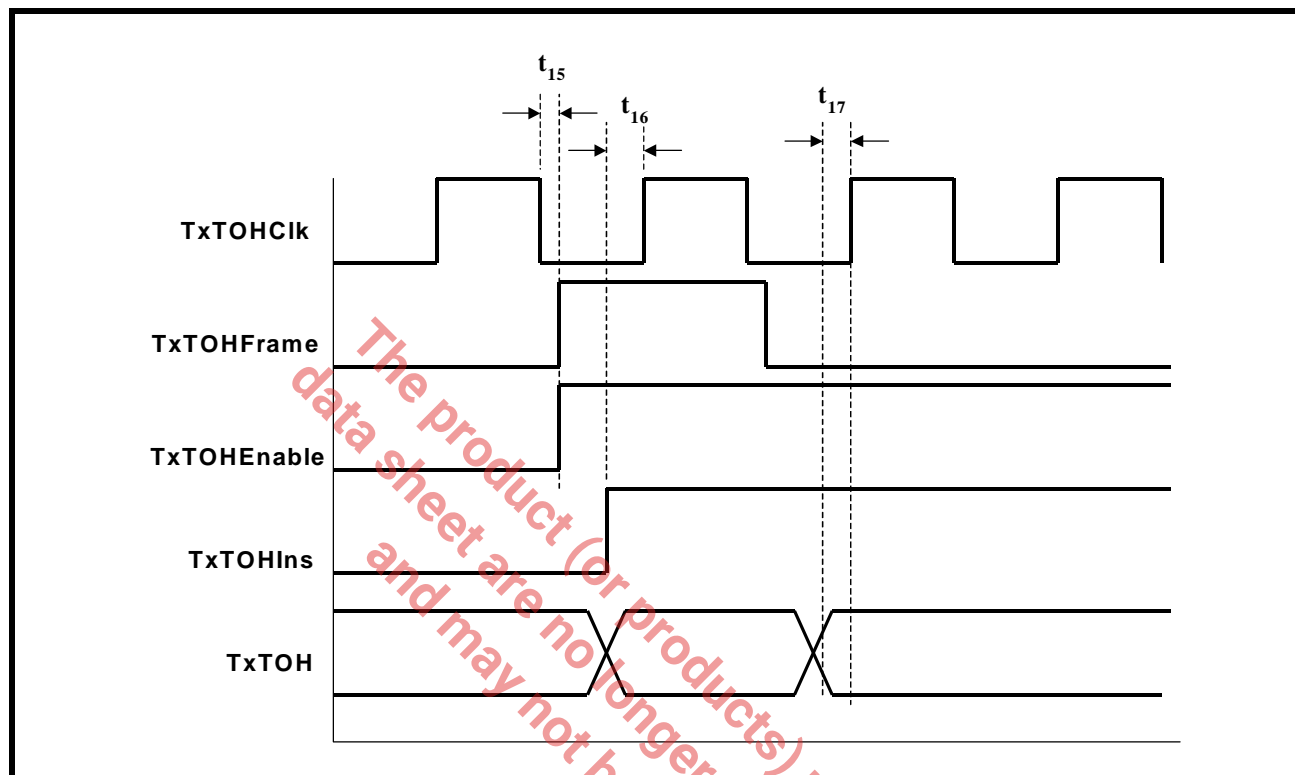 t15
t16
t17
TxTOHClk
TxTOHFrame
TxTOHEnable
TxTOHIns
TxTOH
The product (or products)
data sheet are no longer
and may not b